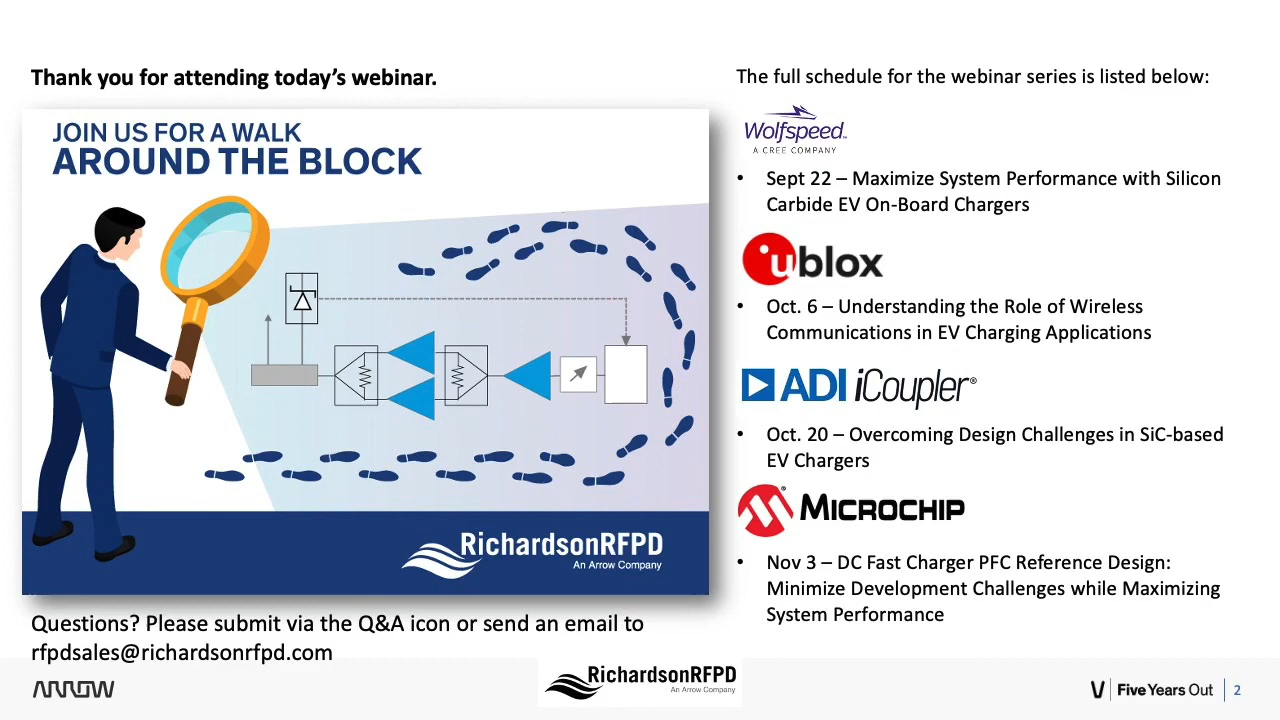 Thank you for attending today’s webinar.
JOIN US FOR A WALK
AROUND THE BLOCK
RichardsonRFPD
An Arrow Company
Questions? Please submit via the Q&A icon or send an email to
rfpdsales@richardsonrfpd.com
The full schedule for the webinar series is listed below:
Wolfspeed™
A CREE COMPANY
• Sept 22 – Maximize System Performance with Silicon
Carbide EV On-Board Chargers
ublox
• Oct. 6 – Understanding the Role of Wireless
Communications in EV Charging Applications
ADI iCoupler®
• Oct. 20 – Overcoming Design Challenges in SiC-based
EV Chargers
MICROCHIP®
• Nov 3 – DC Fast Charger PFC Reference Design:
Minimize Development Challenges while Maximizing
System Performance
ARROW
RichardsonRFPD
An Arrow Company
Five Years Out
2